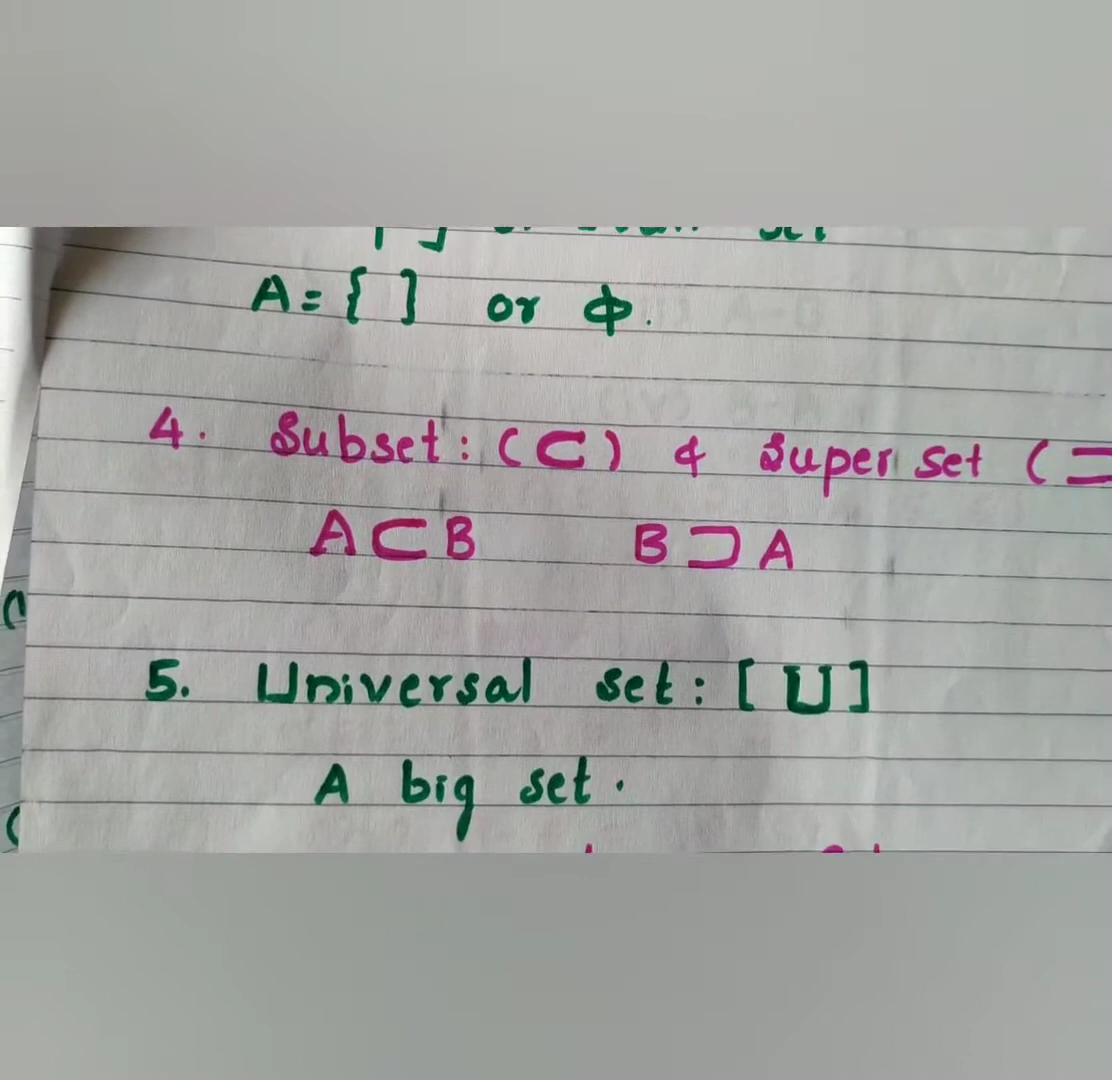 A = { } or ф.
4. Subset: (⊂) & Super set (⊃
A⊂B B⊃A
5. Universal set: [U]
A big set.